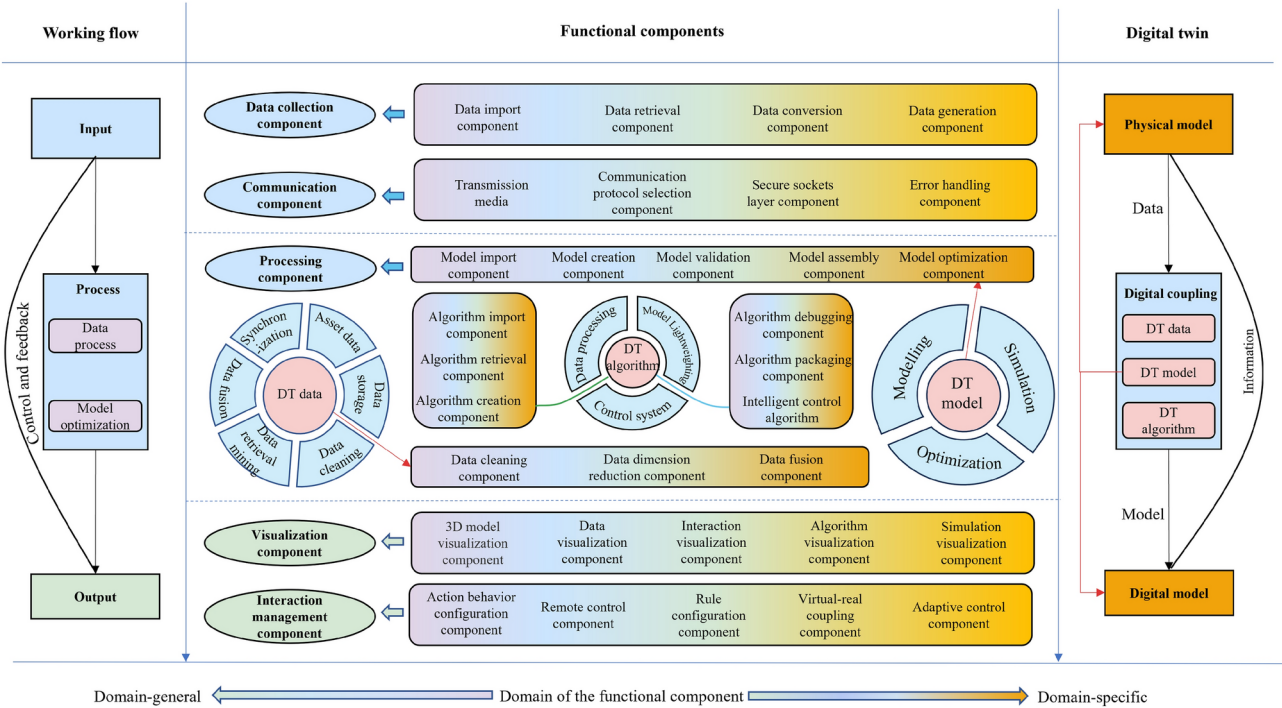 Working flow
Functional components
Digital twin
Input
Control and feedback
Process
Data
process
Model
optimization
Output
Data collection
component
Data import
component
Data retrieval
component
Data conversion
component
Data generation
component
Communication
component
Transmission
media
Communication
protocol selection
component
Secure sockets
layer component
Error handling
component
Processing
component
Model import
component
Model creation
component
Model validation
component
Model assembly
component
Model optimization
component
Synchron
-ization
Asset data
Data
storage
Data cleaning
Data
retrieval
mining
Data fusion
DT data
Algorithm import
component
Algorithm retrieval
component
Algorithm creation
component
Data processing
Model Lightweighting
Control system
DT
algorithm
Algorithm debugging
component
Algorithm packaging
component
Intelligent control
algorithm
Modelling
Simulation
Optimization
DT
model
Data cleaning
component
Data dimension
reduction component
Data fusion
component
Visualization
component
3D model
visualization
component
Data
visualization
component
Interaction
visualization
component
Algorithm
visualization
component
Simulation
visualization
component
Interaction
management
component
Action behavior
configuration
component
Remote control
Rule
configuration
component
Virtual-real
coupling
component
Adaptive control
component
Physical model
Data
Digital coupling
DT data
DT model
DT
algorithm
Information
Model
Digital model
Domain-general
Domain of the functional component
Domain-specific